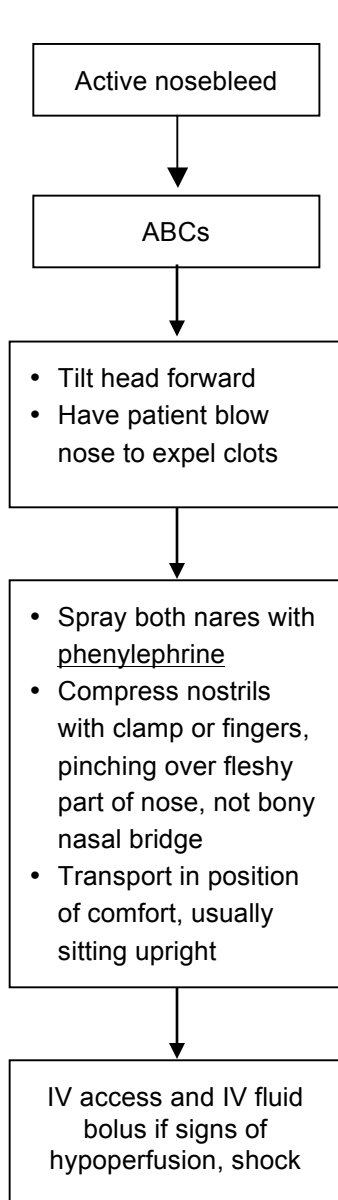 Active nosebleed
ABCs
• Tilt head forward
• Have patient blow
nose to expel clots
• Spray both nares with
phenylephrine
• Compress nostrils
with clamp or fingers,
pinching over fleshy
part of nose, not bony
nasal bridge
• Transport in position
of comfort, usually
sitting upright
IV access and IV fluid
bolus if signs of
hypoperfusion, shock